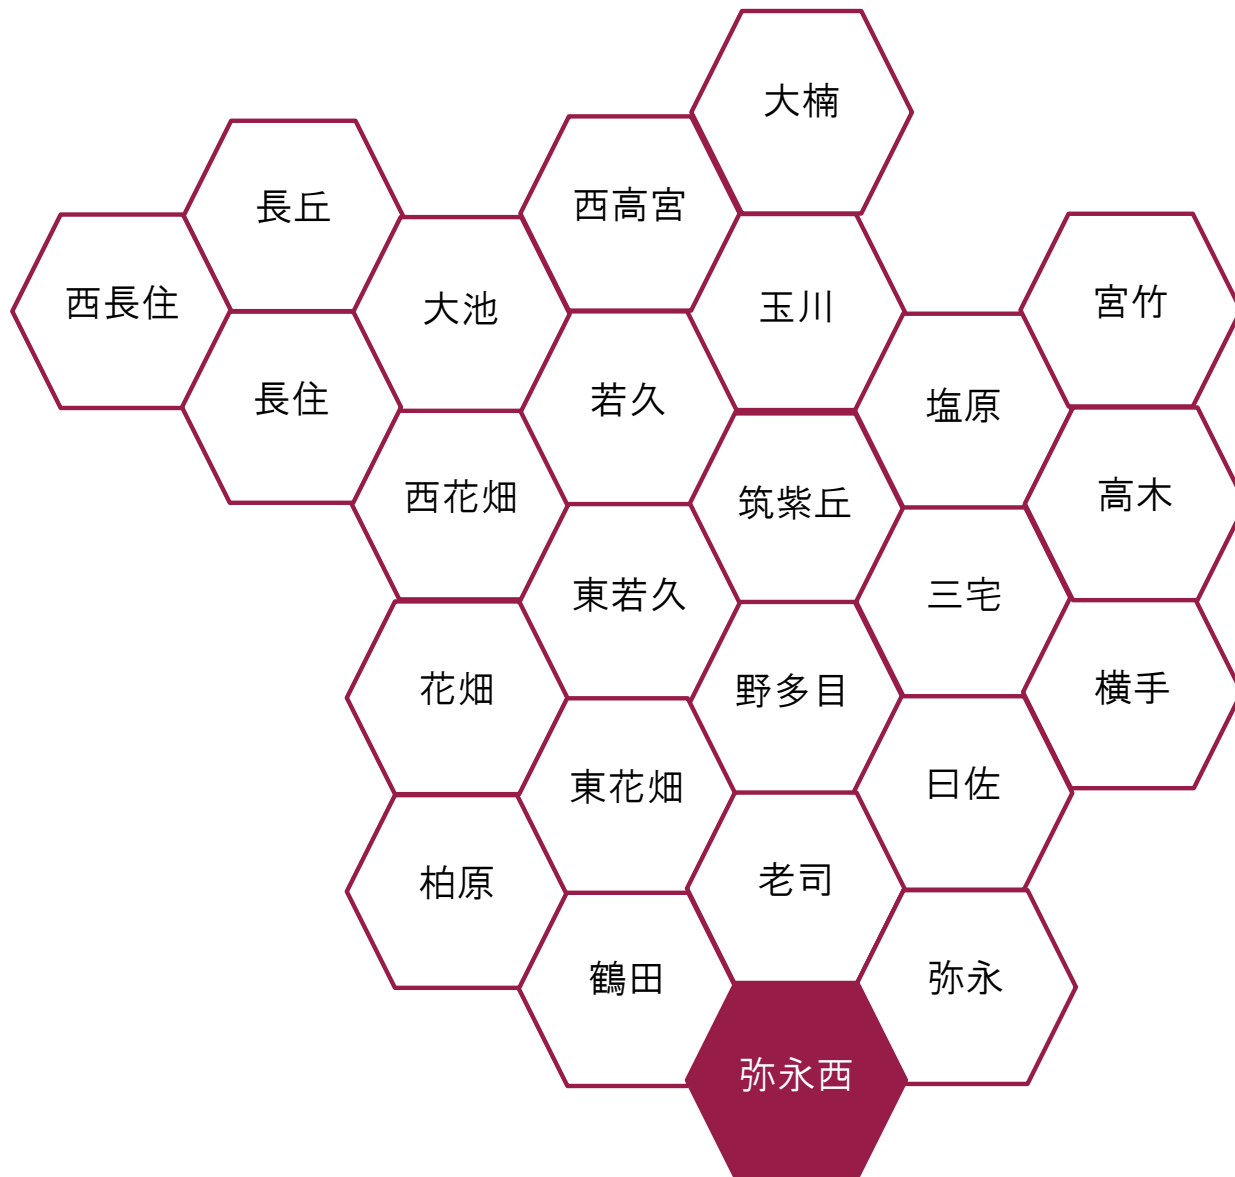 大楠
西高宮
長丘
宮竹
西長住
大池
玉川
長住
若久
塩原
西花畑
筑紫丘
高木
東若久
三宅
花畑
野多目
横手
東花畑
曰佐
柏原
老司
鶴田
弥永
弥永西